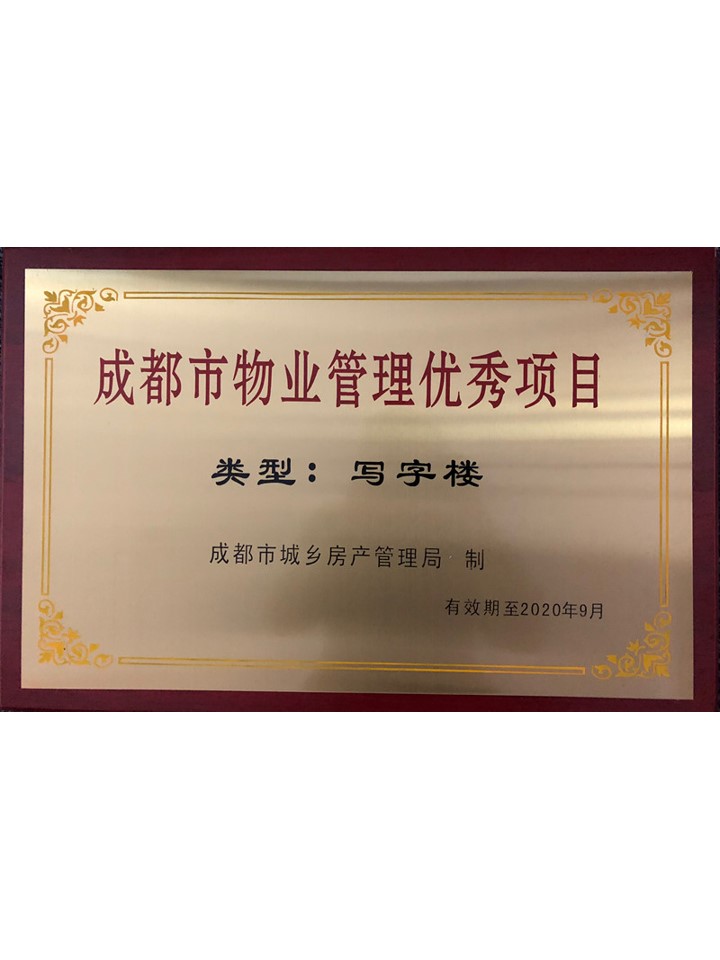 成都市物业管理优秀项目
类型：写字楼
成都市城乡房产管理局 制
有效期至2020年9月